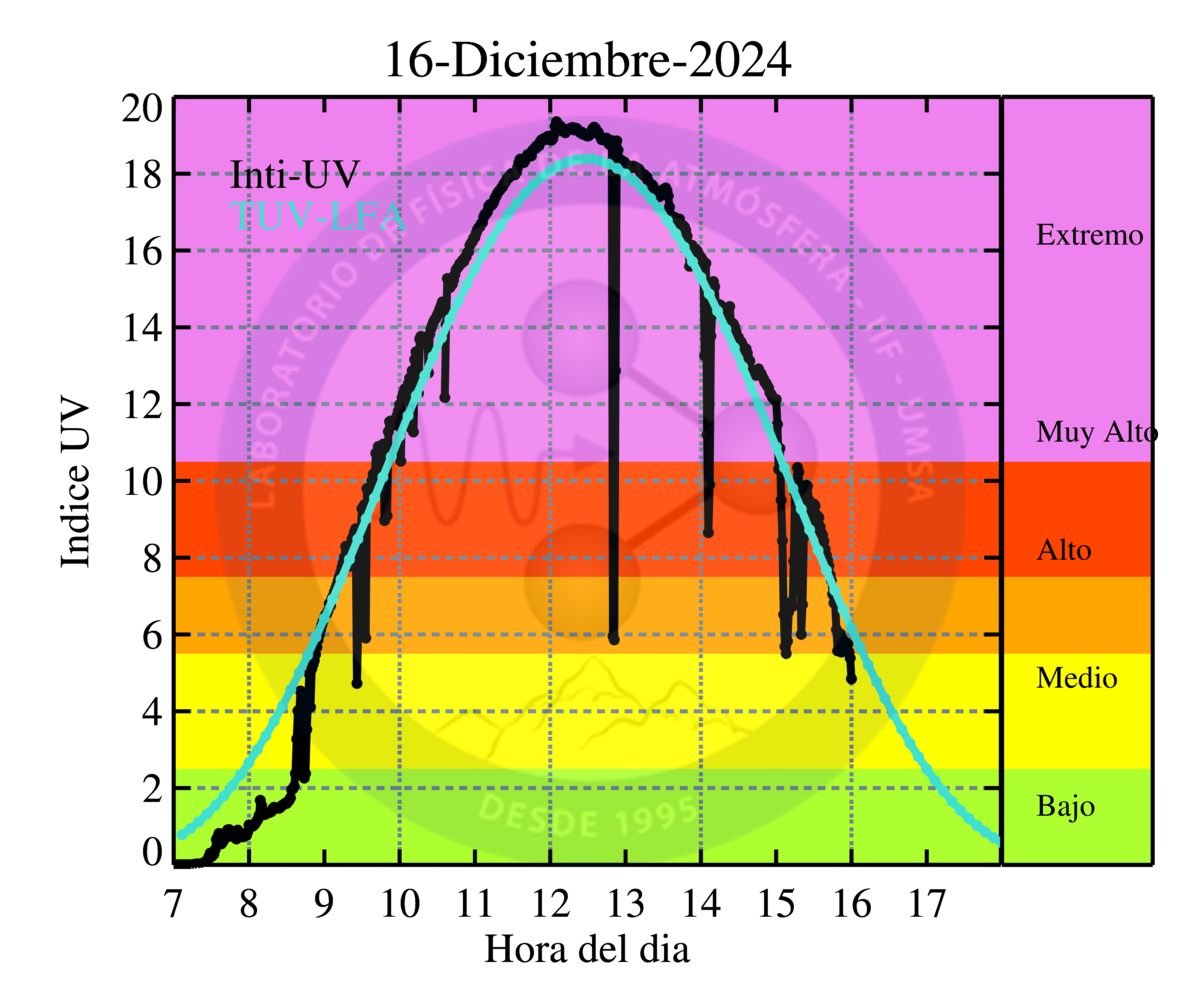 16-Diciembre-2024
Indice UV
20
18
16
14
12
10
8
6
4
2
0
Inti-UV
TUV-LFA
LABORATORIO DE FÍSICA DE LA ATMÓSFERA - IIF - UMSA
DESDE 1995
Extremo
Muy Alto
Alto
Medio
Bajo
7 8 9 10 11 12 13 14 15 16 17
Hora del dia